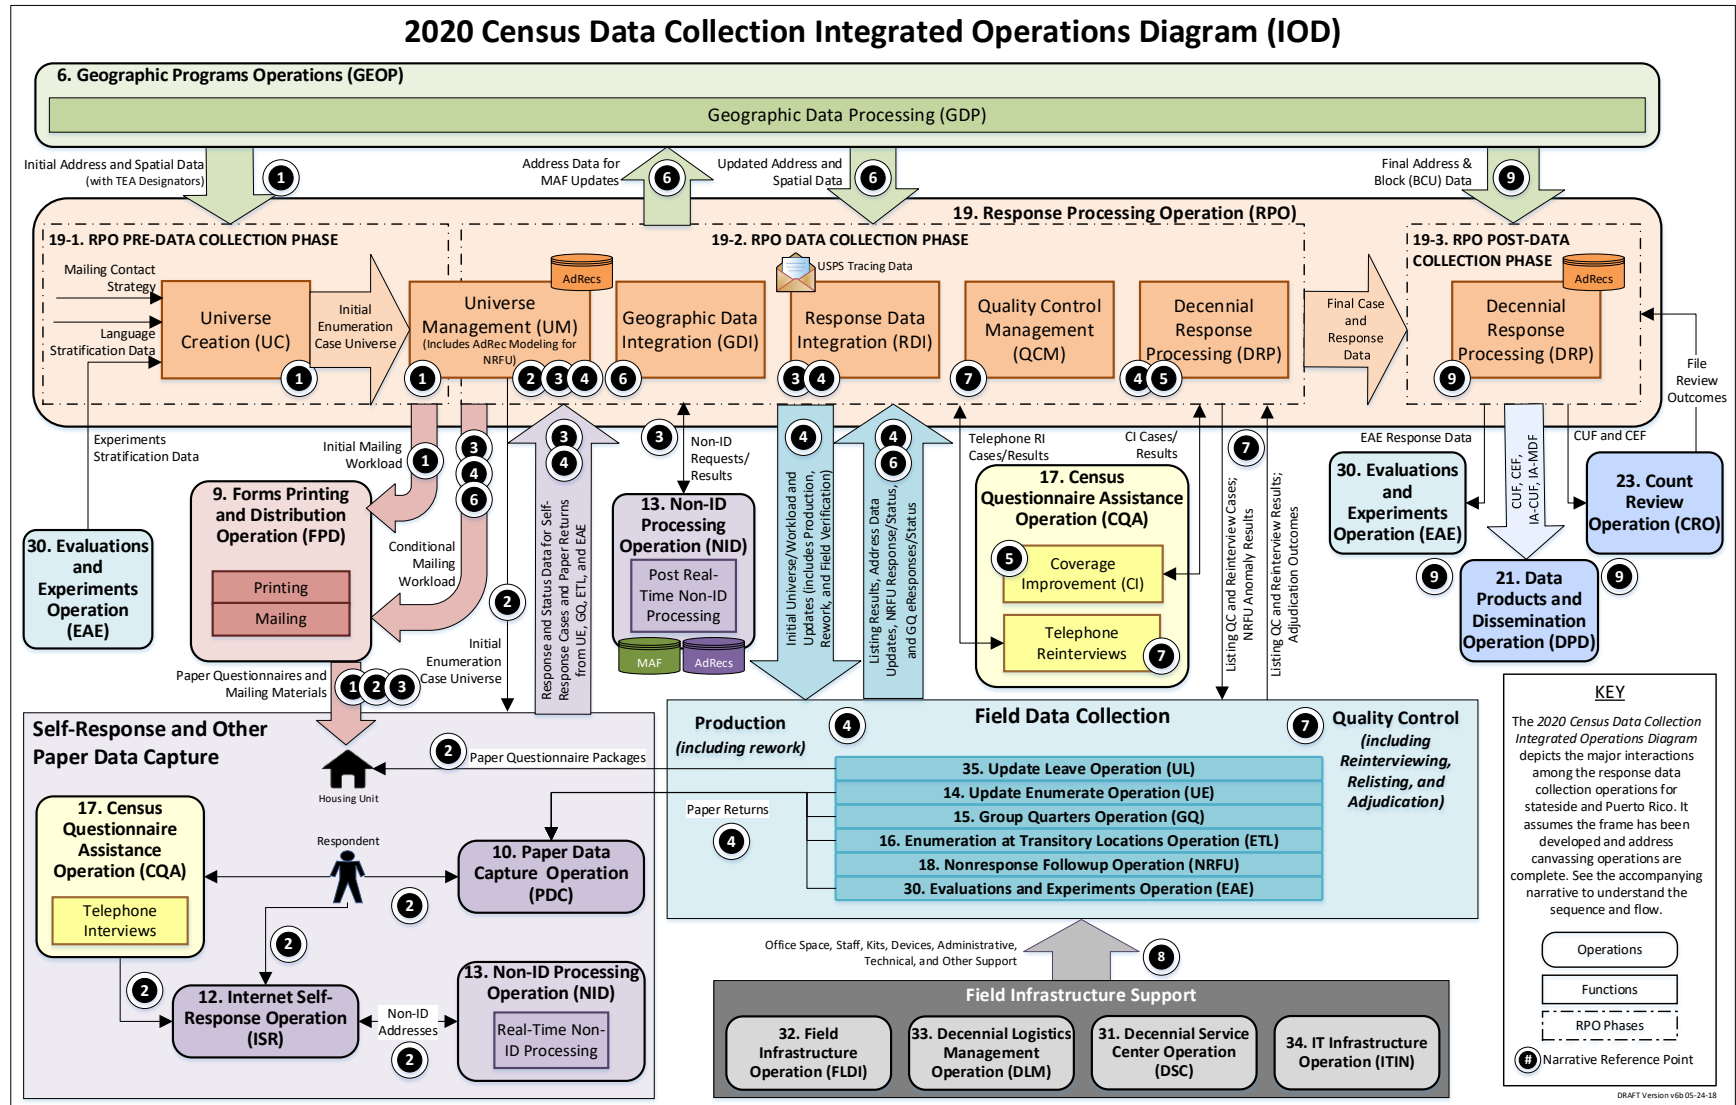 2020 Census Data Collection Integrated Operations Diagram (IOD)
6. Geographic Programs Operations (GEOP)
Geographic Data Processing (GDP)
Initial Address and Spatial Data
(with TEA Designators)
1
Address Data for
MAF Updates
6
Updated Address and
Spatial Data
6
Final Address &
Block (BCU) Data
9
19. Response Processing Operation (RPO)
19-1. RPO PRE-DATA COLLECTION PHASE
Mailing Contact
Strategy
Language
Stratification Data
Universe
Creation (UC)
1
Initial
Enumeration
Case Universe
19-2. RPO DATA COLLECTION PHASE
AdRecs
Universe
Management (UM)
(Includes AdRec Modeling for
NRFU)
1
2
3
4
Geographic Data
Integration (GDI)
6
USPS Tracing Data
Response Data
Integration (RDI)
3
4
Quality Control
Management
(QCM)
7
Decennial
Response
Processing (DRP)
4
5
Final Case
and
Response
Data
19-3. RPO POST-DATA
COLLECTION PHASE
AdRecs
Decennial
Response
Processing (DRP)
9
File
Review
Outcomes
Experiments
Stratification Data
30. Evaluations
and
Experiments
Operation
(EAE)
Initial Mailing
Workload
1
3
4
6
9. Forms Printing
and Distribution
Operation (FPD)
Printing
Mailing
Conditional
Mailing
Workload
Paper Questionnaires and
Mailing Materials
1
2
3
2
Initial
Enumeration
Case Universe
3
4
Response and Status Data for Self-
Response Cases and Paper Returns
from UE, GQ, ETL, and EAE
3
Non-ID
Requests/
Results
13. Non-ID
Processing
Operation (NID)
Post Real-
Time Non-ID
Processing
MAF
AdRecs
4
Initial Universe/Workload and
Updates (includes Production,
Rework, and Field Verification)
4
6
Listing Results, Address Data
Updates, NRFU Response/Status,
and GQ eResponses/Status
Telephone RI
Cases/Results
CI Cases/
Results
17. Census
Questionnaire Assistance
Operation (CQA)
5
Coverage
Improvement (CI)
Telephone
Reinterviews
7
7
Listing QC and Reinterview Cases;
NRFU Anomaly Results
Listing QC and Reinterview Results;
Adjudication Outcomes
EAE Response Data
30. Evaluations
and
Experiments
Operation (EAE)
9
CUF, CEF,
IA-CUF, IA-MDF
CUF and CEF
23. Count
Review
Operation (CRO)
9
21. Data
Products and
Dissemination
Operation (DPD)
Self-Response and Other
Paper Data Capture
Housing Unit
2
Paper Questionnaire Packages
17. Census
Questionnaire
Assistance
Operation (CQA)
Telephone
Interviews
Respondent
2
2
2
10. Paper Data
Capture Operation
(PDC)
12. Internet Self-
Response Operation
(ISR)
Non-ID
Addresses
2
13. Non-ID Processing
Operation (NID)
Real-Time Non-
ID Processing
Production
(including rework)
4
Field Data Collection
7
Quality Control
(including
Reinterviewing,
Relisting, and
Adjudication)
Paper Returns
4
35. Update Leave Operation (UL)
14. Update Enumerate Operation (UE)
15. Group Quarters Operation (GQ)
16. Enumeration at Transitory Locations Operation (ETL)
18. Nonresponse Followup Operation (NRFU)
30. Evaluations and Experiments Operation (EAE)
Office Space, Staff, Kits, Devices, Administrative,
Technical, and Other Support
8
Field Infrastructure Support
32. Field
Infrastructure
Operation (FLDI)
33. Decennial Logistics
Management
Operation (DLM)
31. Decennial Service
Center Operation
(DSC)
34. IT Infrastructure
Operation (ITIN)
KEY
The 2020 Census Data Collection
Integrated Operations Diagram
depicts the major interactions
among the response data
collection operations for
stateside and Puerto Rico. It
assumes the frame has been
developed and address
canvassing operations are
complete. See the accompanying
narrative to understand the
sequence and flow.
Operations
Functions
RPO Phases
# Narrative Reference Point
DRAFT Version v6b 05-24-18